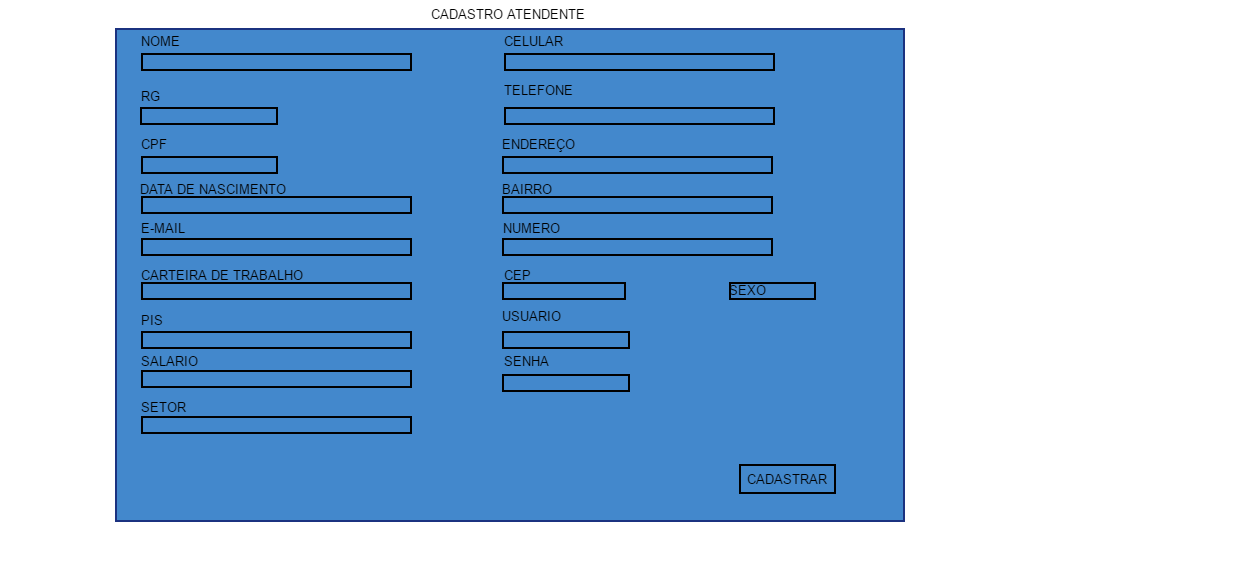 CADASTRO ATENDENTE
NOME
CELULAR
RG
TELEFONE
CPF
ENDEREÇO
DATA DE NASCIMENTO
BAIRRO
E-MAIL
NUMERO
CARTEIRA DE TRABALHO
CEP
SEXO
PIS
USUARIO
SALARIO
SENHA
SETOR
CADASTRAR